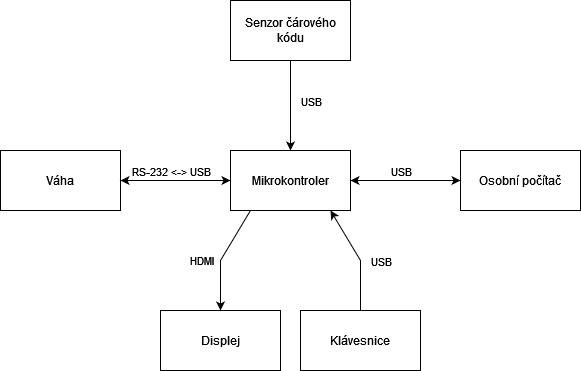 Senzor čárového
kódu
USB
Váha
RS-232 <-> USB
Mikrokontroler
USB
Osobní počítač
HDMI
USB
Displej
Klávesnice